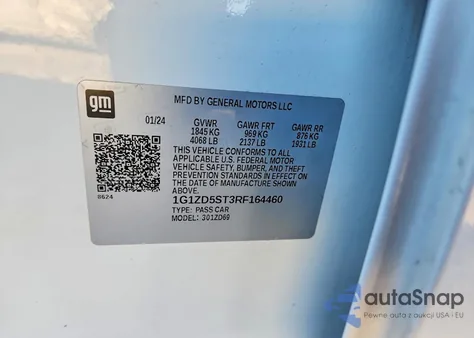 gm
MFD BY GENERAL MOTORS LLC
01/24 GVWR GAWR FRT GAWR RR
1845 KG 969 KG 876 KG
4068 LB 2137 LB 1931 LB
THIS VEHICLE CONFORMS TO ALL
APPLICABLE U.S. FEDERAL MOTOR
VEHICLE SAFETY, BUMPER, AND THEFT
PREVENTION STANDARDS IN EFFECT ON
THE DATE OF MANUFACTURE SHOWN
ABOVE.
8624
1G1ZD5ST3RF164460
TYPE: PASS CAR
MODEL: 301ZD69
autoSnap
Pewne auta z aukcji USA i EU